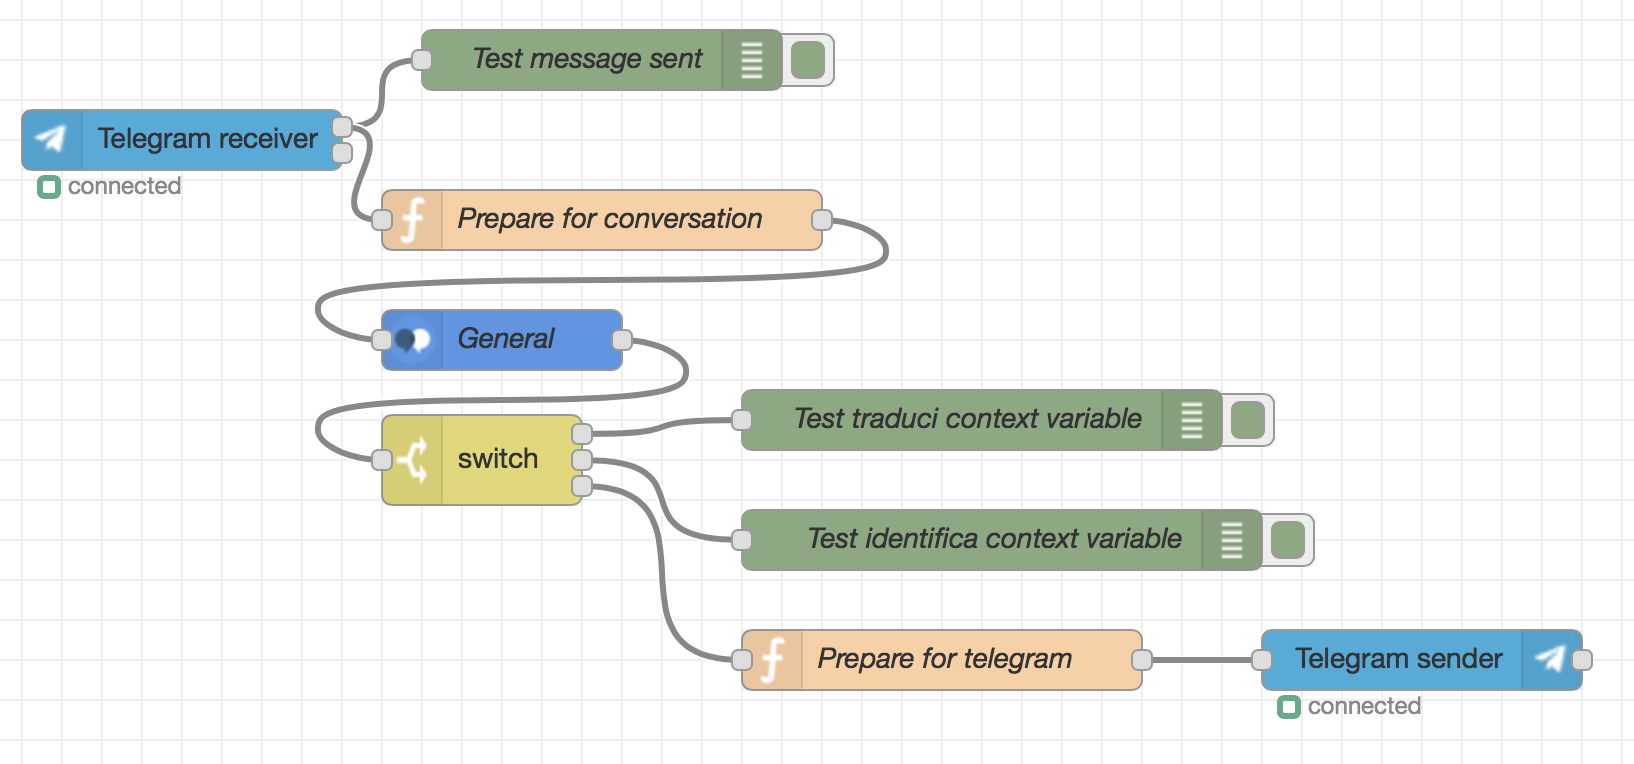 Test message sent
Telegram receiver
connected
Prepare for conversation
General
Test traduci context variable
switch
Test identifica context variable
Prepare for telegram
Telegram sender
connected